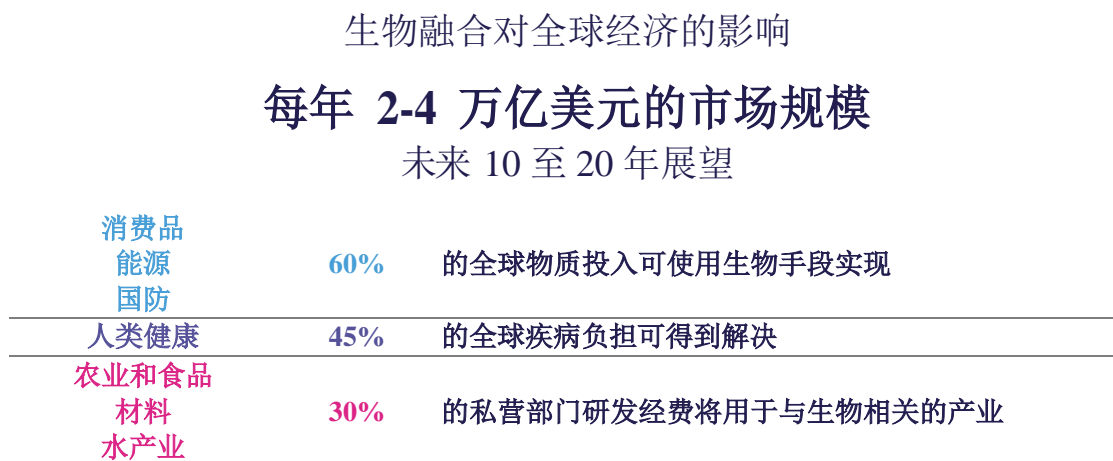 生物融合对全球经济的影响
每年 2-4 万亿美元的市场规模
未来 10 至 20 年展望
消费品
能源 60% 的全球物质投入可使用生物手段实现
国防
人类健康 45% 的全球疾病负担可得到解决
农业和食品
材料 30% 的私营部门研发经费将用于与生物相关的产业
水产业